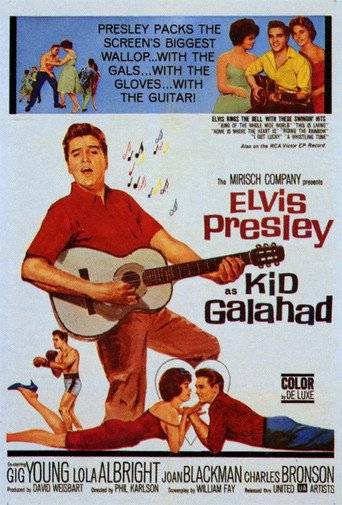 PRESLEY PACKS THE
SCREEN'S BIGGEST
WALLOP...WITH THE
GALS...WITH THE
GLOVES...WITH
THE GUITAR!
ELVIS RINGS THE BELL WITH THESE SWINGIN' HITS
"KING OF THE WHOLE WIDE WORLD" "THIS IS LIVING"
"HOME IS WHERE THE HEART IS" "RIDING THE RAINBOW"
"I GOT LUCKY" "A WHISTLING TUNE"
Also on the RCA Victor EP Record
The MIRISCH COMPANY presents
ELVIS
PRESLEY
as KID
GALAHAD
COLOR
by DE LUXE
Co-starring
GIG YOUNG LOLA ALBRIGHT JOAN BLACKMAN CHARLES BRONSON
Produced by DAVID WEISBART Directed by PHIL KARLSON Screenplay by WILLIAM FAY Released thru UNITED UA ARTISTS